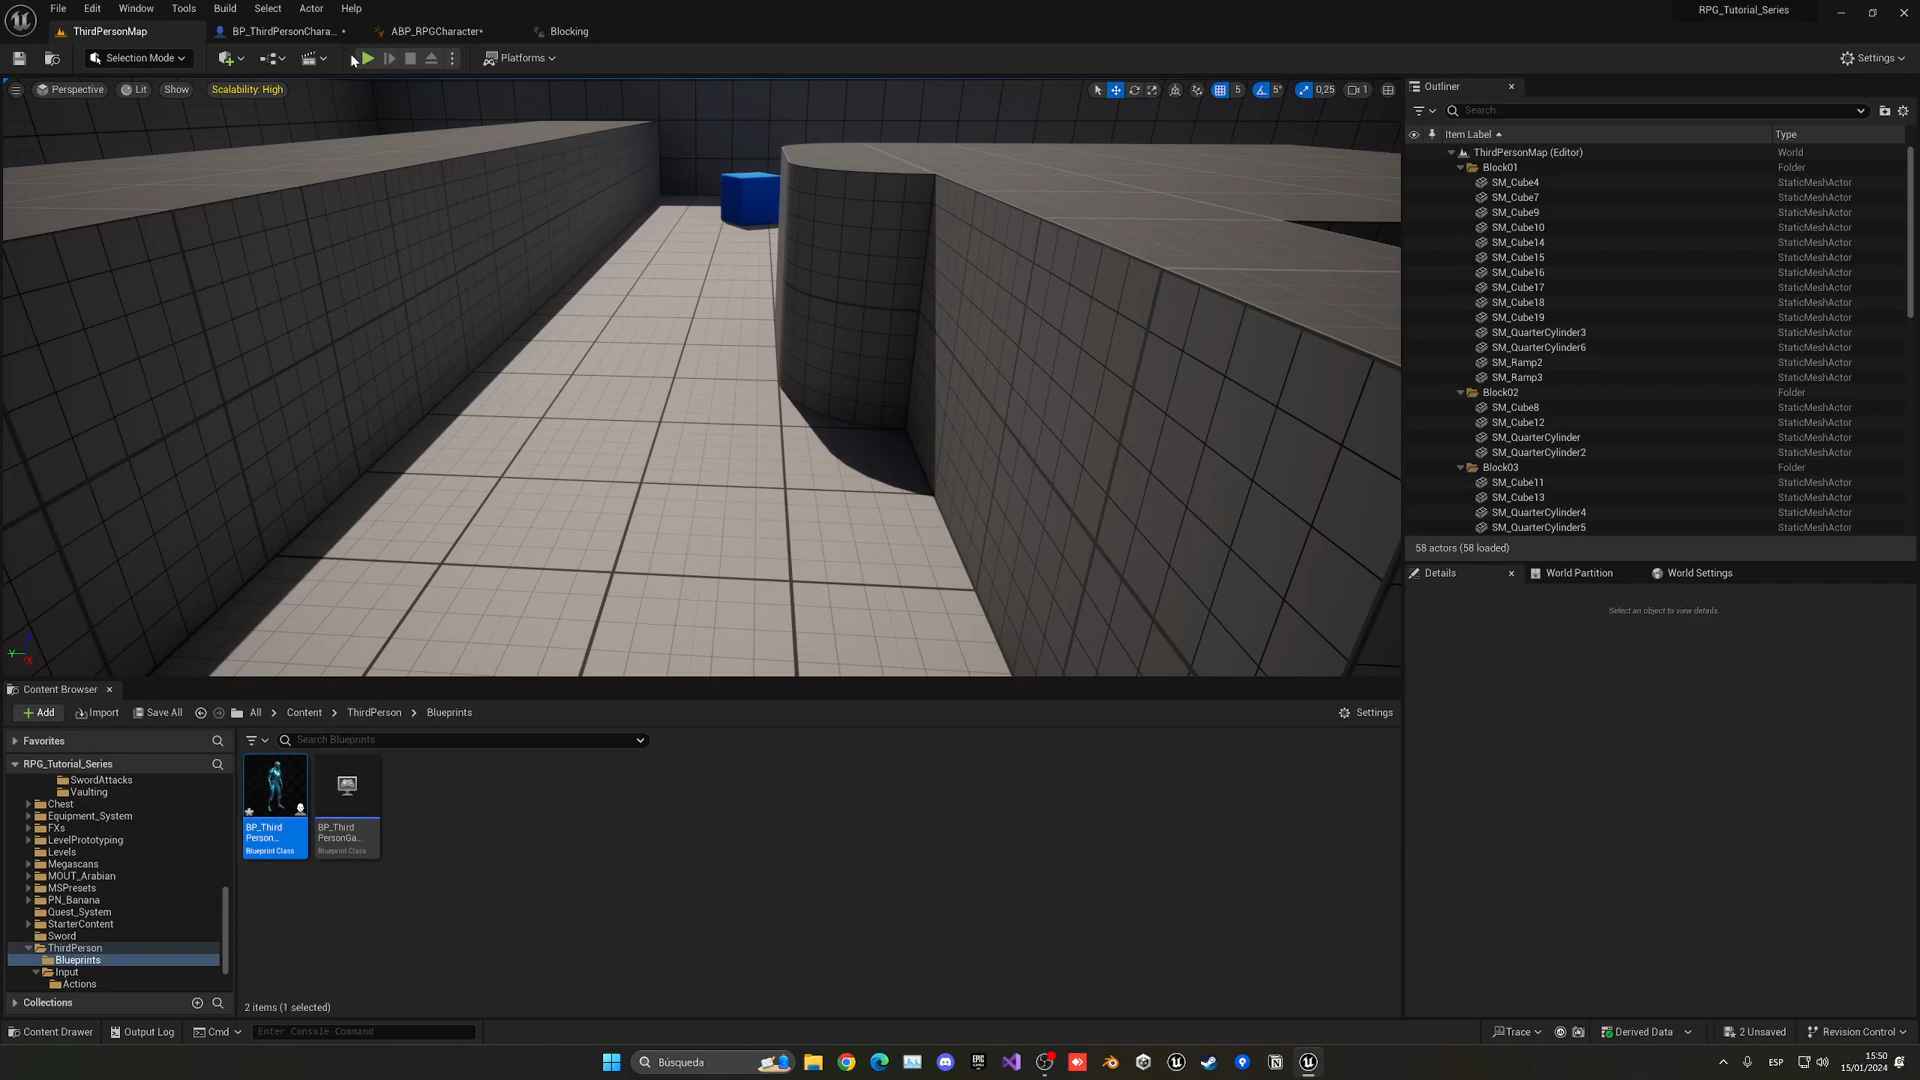 File Edit Window Tools Build Select Actor Help
RPG_Tutorial_Series
ThirdPersonMap
BP_ThirdPersonChara... •
ABP_RPGCharacter*
Blocking
Selection Mode
Platforms
Settings
Perspective
Lit
Show
Scalability: High
5
5°
0,25
1
Outliner
Search...
Item Label
Type
ThirdPersonMap (Editor) World
Block01 Folder
SM_Cube4 StaticMeshActor
SM_Cube7 StaticMeshActor
SM_Cube9 StaticMeshActor
SM_Cube10 StaticMeshActor
SM_Cube14 StaticMeshActor
SM_Cube15 StaticMeshActor
SM_Cube16 StaticMeshActor
SM_Cube17 StaticMeshActor
SM_Cube18 StaticMeshActor
SM_Cube19 StaticMeshActor
SM_QuarterCylinder3 StaticMeshActor
SM_QuarterCylinder6 StaticMeshActor
SM_Ramp2 StaticMeshActor
SM_Ramp3 StaticMeshActor
Block02 Folder
SM_Cube8 StaticMeshActor
SM_Cube12 StaticMeshActor
SM_QuarterCylinder StaticMeshActor
SM_QuarterCylinder2 StaticMeshActor
Block03 Folder
SM_Cube11 StaticMeshActor
SM_Cube13 StaticMeshActor
SM_QuarterCylinder4 StaticMeshActor
SM_QuarterCylinder5 StaticMeshActor
58 actors (58 loaded)
Details
World Partition
World Settings
Select an object to view details.
Content Browser
Add
Import
Save All
All > Content > ThirdPerson > Blueprints
Settings
Favorites
Search Blueprints
RPG_Tutorial_Series
SwordAttacks
Vaulting
Chest
Equipment_System
FXs
LevelPrototyping
Levels
Megascans
MOUT_Arabian
MSPresets
PN_Banana
Quest_System
StarterContent
Sword
ThirdPerson
Blueprints
Input
Actions
Collections
BP_Third
Person...
Blueprint Class
BP_Third
PersonGa...
Blueprint Class
2 items (1 selected)
Content Drawer
Output Log
Cmd
Enter Console Command
Trace
Derived Data
2 Unsaved
Revision Control
Búsqueda
EPIC
GAMES
ESP
15:50
15/01/2024